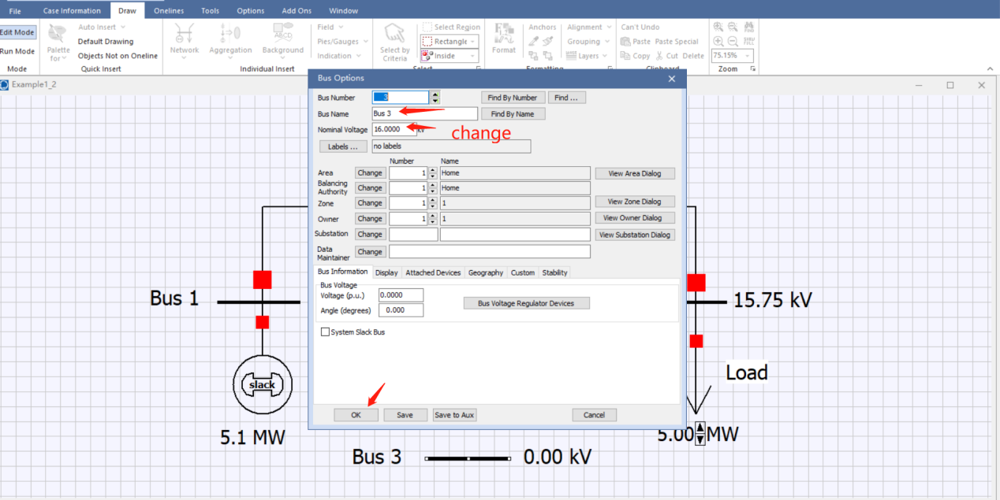 File Case Information Draw Onelines Tools Options Add Ons Window
Edit Mode
Run Mode
Mode
Palette for
Auto Insert
Default Drawing
Objects Not on Oneline
Quick Insert
Network
Aggregation
ABCD
Background
Field
Pies/Gauges
Indication
Individual Insert
Select by Criteria
Select Region
Rectangle
Inside
Select
Format
Anchors
Alignment
Grouping
Layers
Formatting
Can't Undo
Paste Paste Special
Copy Cut Delete
Clipboard
75.15%
Zoom
Example1_2
Bus Options
Bus Number 3 Find By Number Find ...
Bus Name Bus 3 Find By Name
Nominal Voltage 16.0000 kV
change
Labels ... no labels
Number Name
Area Change 1 Home View Area Dialog
Balancing Authority Change 1 Home
Zone Change 1 1 View Zone Dialog
Owner Change 1 1 View Owner Dialog
Substation Change View Substation Dialog
Data Maintainer Change
Bus Information Display Attached Devices Geography Custom Stability
Bus Voltage
Voltage (p.u.) 0.0000
Angle (degrees) 0.000
Bus Voltage Regulator Devices
System Slack Bus
OK Save Save to Aux Cancel
Bus 1
15.75 kV
slack
Load
5.1 MW
5.00 MW
Bus 3 0.00 kV